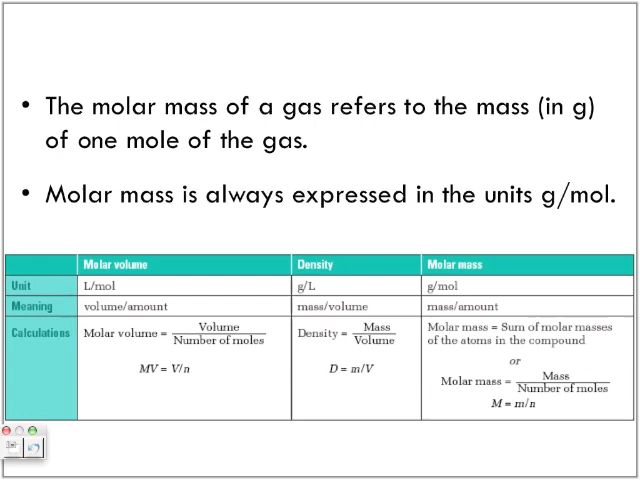 • The molar mass of a gas refers to the mass (in g)
of one mole of the gas.
• Molar mass is always expressed in the units g/mol.
Molar volume Density Molar mass
Unit L/mol g/L g/mol
Meaning volume/amount mass/volume mass/amount
Calculations Molar volume = Volume / Number of moles Density = Mass / Volume Molar mass = Sum of molar masses
of the atoms in the compound
or
Molar mass = Mass / Number of moles
MV = V/n D = m/V M = m/n